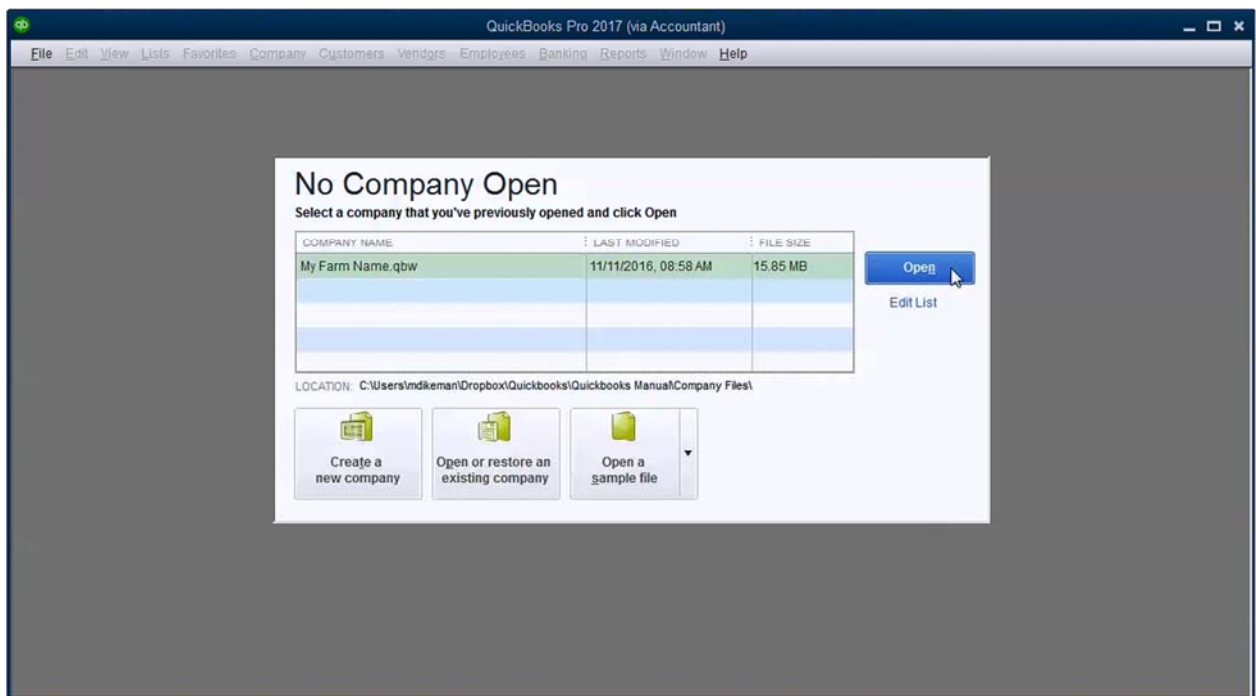 qb
QuickBooks Pro 2017 (via Accountant)
File Edit View Lists Favorites Company Customers Vendors Employees Banking Reports Window Help
No Company Open
Select a company that you've previously opened and click Open
COMPANY NAME LAST MODIFIED FILE SIZE
My Farm Name.qbw 11/11/2016, 08:58 AM 15.85 MB
Open
Edit List
LOCATION: C:\Users\mdikeman\Dropbox\Quickbooks\Quickbooks Manual\Company Files\
Create a
new company
Open or restore an
existing company
Open a
sample file